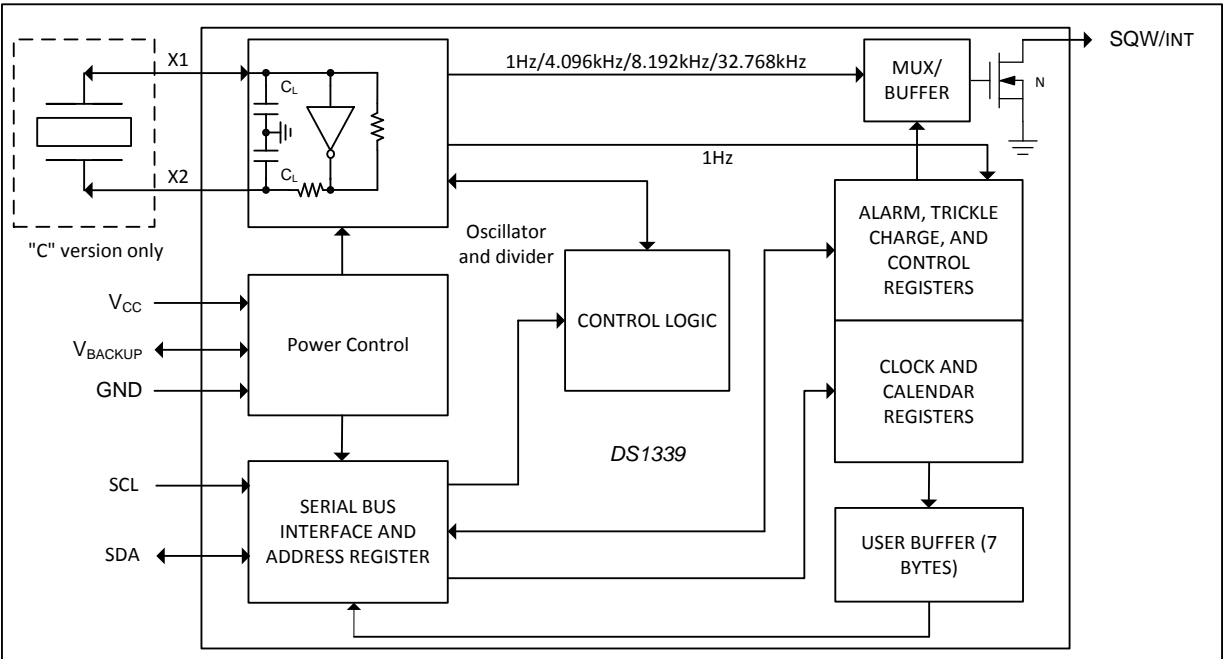 X1
X2
"C" version only
CL
CL
1Hz/4.096kHz/8.192kHz/32.768kHz
MUX/
BUFFER
N
SQW/INT
1Hz
Oscillator
and divider
ALARM, TRICKLE
CHARGE, AND
CONTROL
REGISTERS
VCC
VBACKUP
GND
Power Control
CONTROL LOGIC
CLOCK AND
CALENDAR
REGISTERS
DS1339
SCL
SDA
SERIAL BUS
INTERFACE AND
ADDRESS REGISTER
USER BUFFER (7
BYTES)